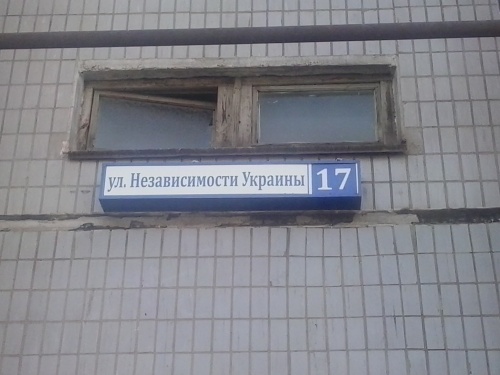 ул. Независимости Украины 17